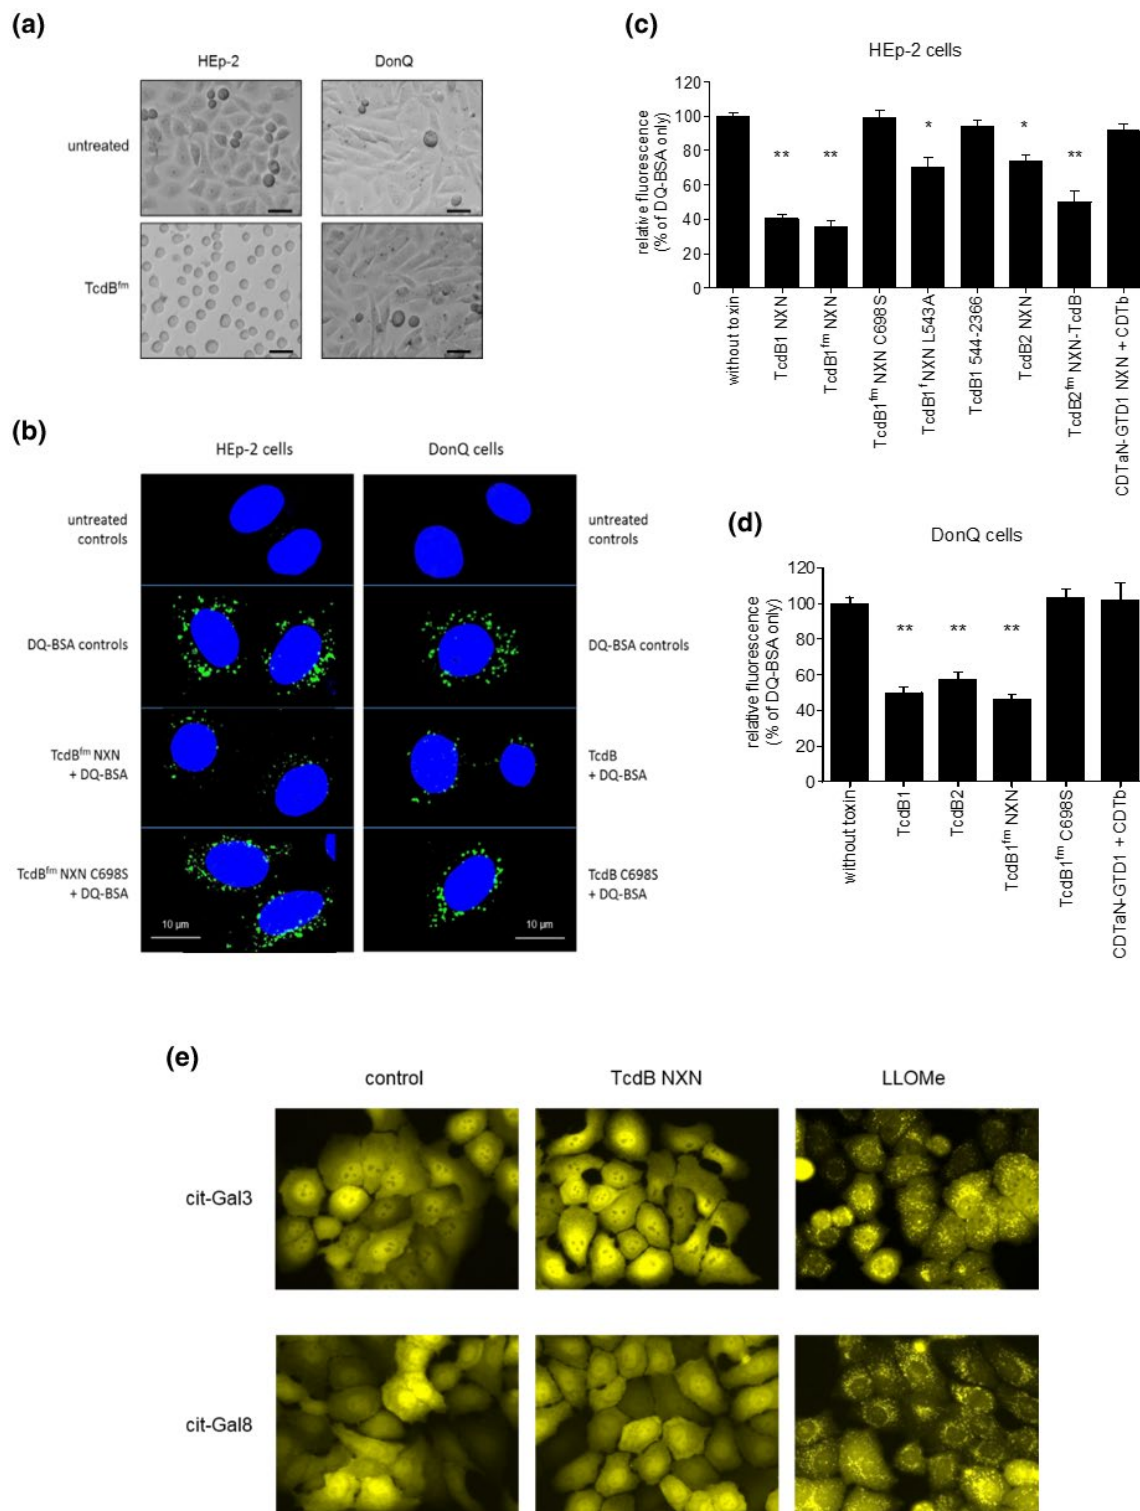 (a)
HEp-2 DonQ
untreated
TcdBᶠᵐ
(b)
HEp-2 cells DonQ cells
untreated
controls
untreated
controls
DQ-BSA controls
DQ-BSA controls
TcdBᶠᵐ NXN
+ DQ-BSA
TcdB
+ DQ-BSA
TcdBᶠᵐ NXN C698S
+ DQ-BSA
TcdB C698S
+ DQ-BSA
10 µm
10 µm
(c)
HEp-2 cells
relative fluorescence
(% of DQ-BSA only)
120
100
80
60
40
20
0
** ** * * **
without toxin
TcdB1 NXN
TcdB1ᶠᵐ NXN
TcdB1ᶠᵐ NXN C698S
TcdB1ᶠ NXN L543A
TcdB1 544-2366
TcdB2 NXN
TcdB2ᶠᵐ NXN-TcdB
CDTaN-GTD1 NXN + CDTb
(d)
DonQ cells
relative fluorescence
(% of DQ-BSA only)
120
100
80
60
40
20
0
** ** **
without toxin
TcdB1
TcdB2
TcdB1ᶠᵐ NXN
TcdB1ᶠᵐ C698S
CDTaN-GTD1 + CDTb
(e)
control TcdB NXN LLOMe
cit-Gal3
cit-Gal8